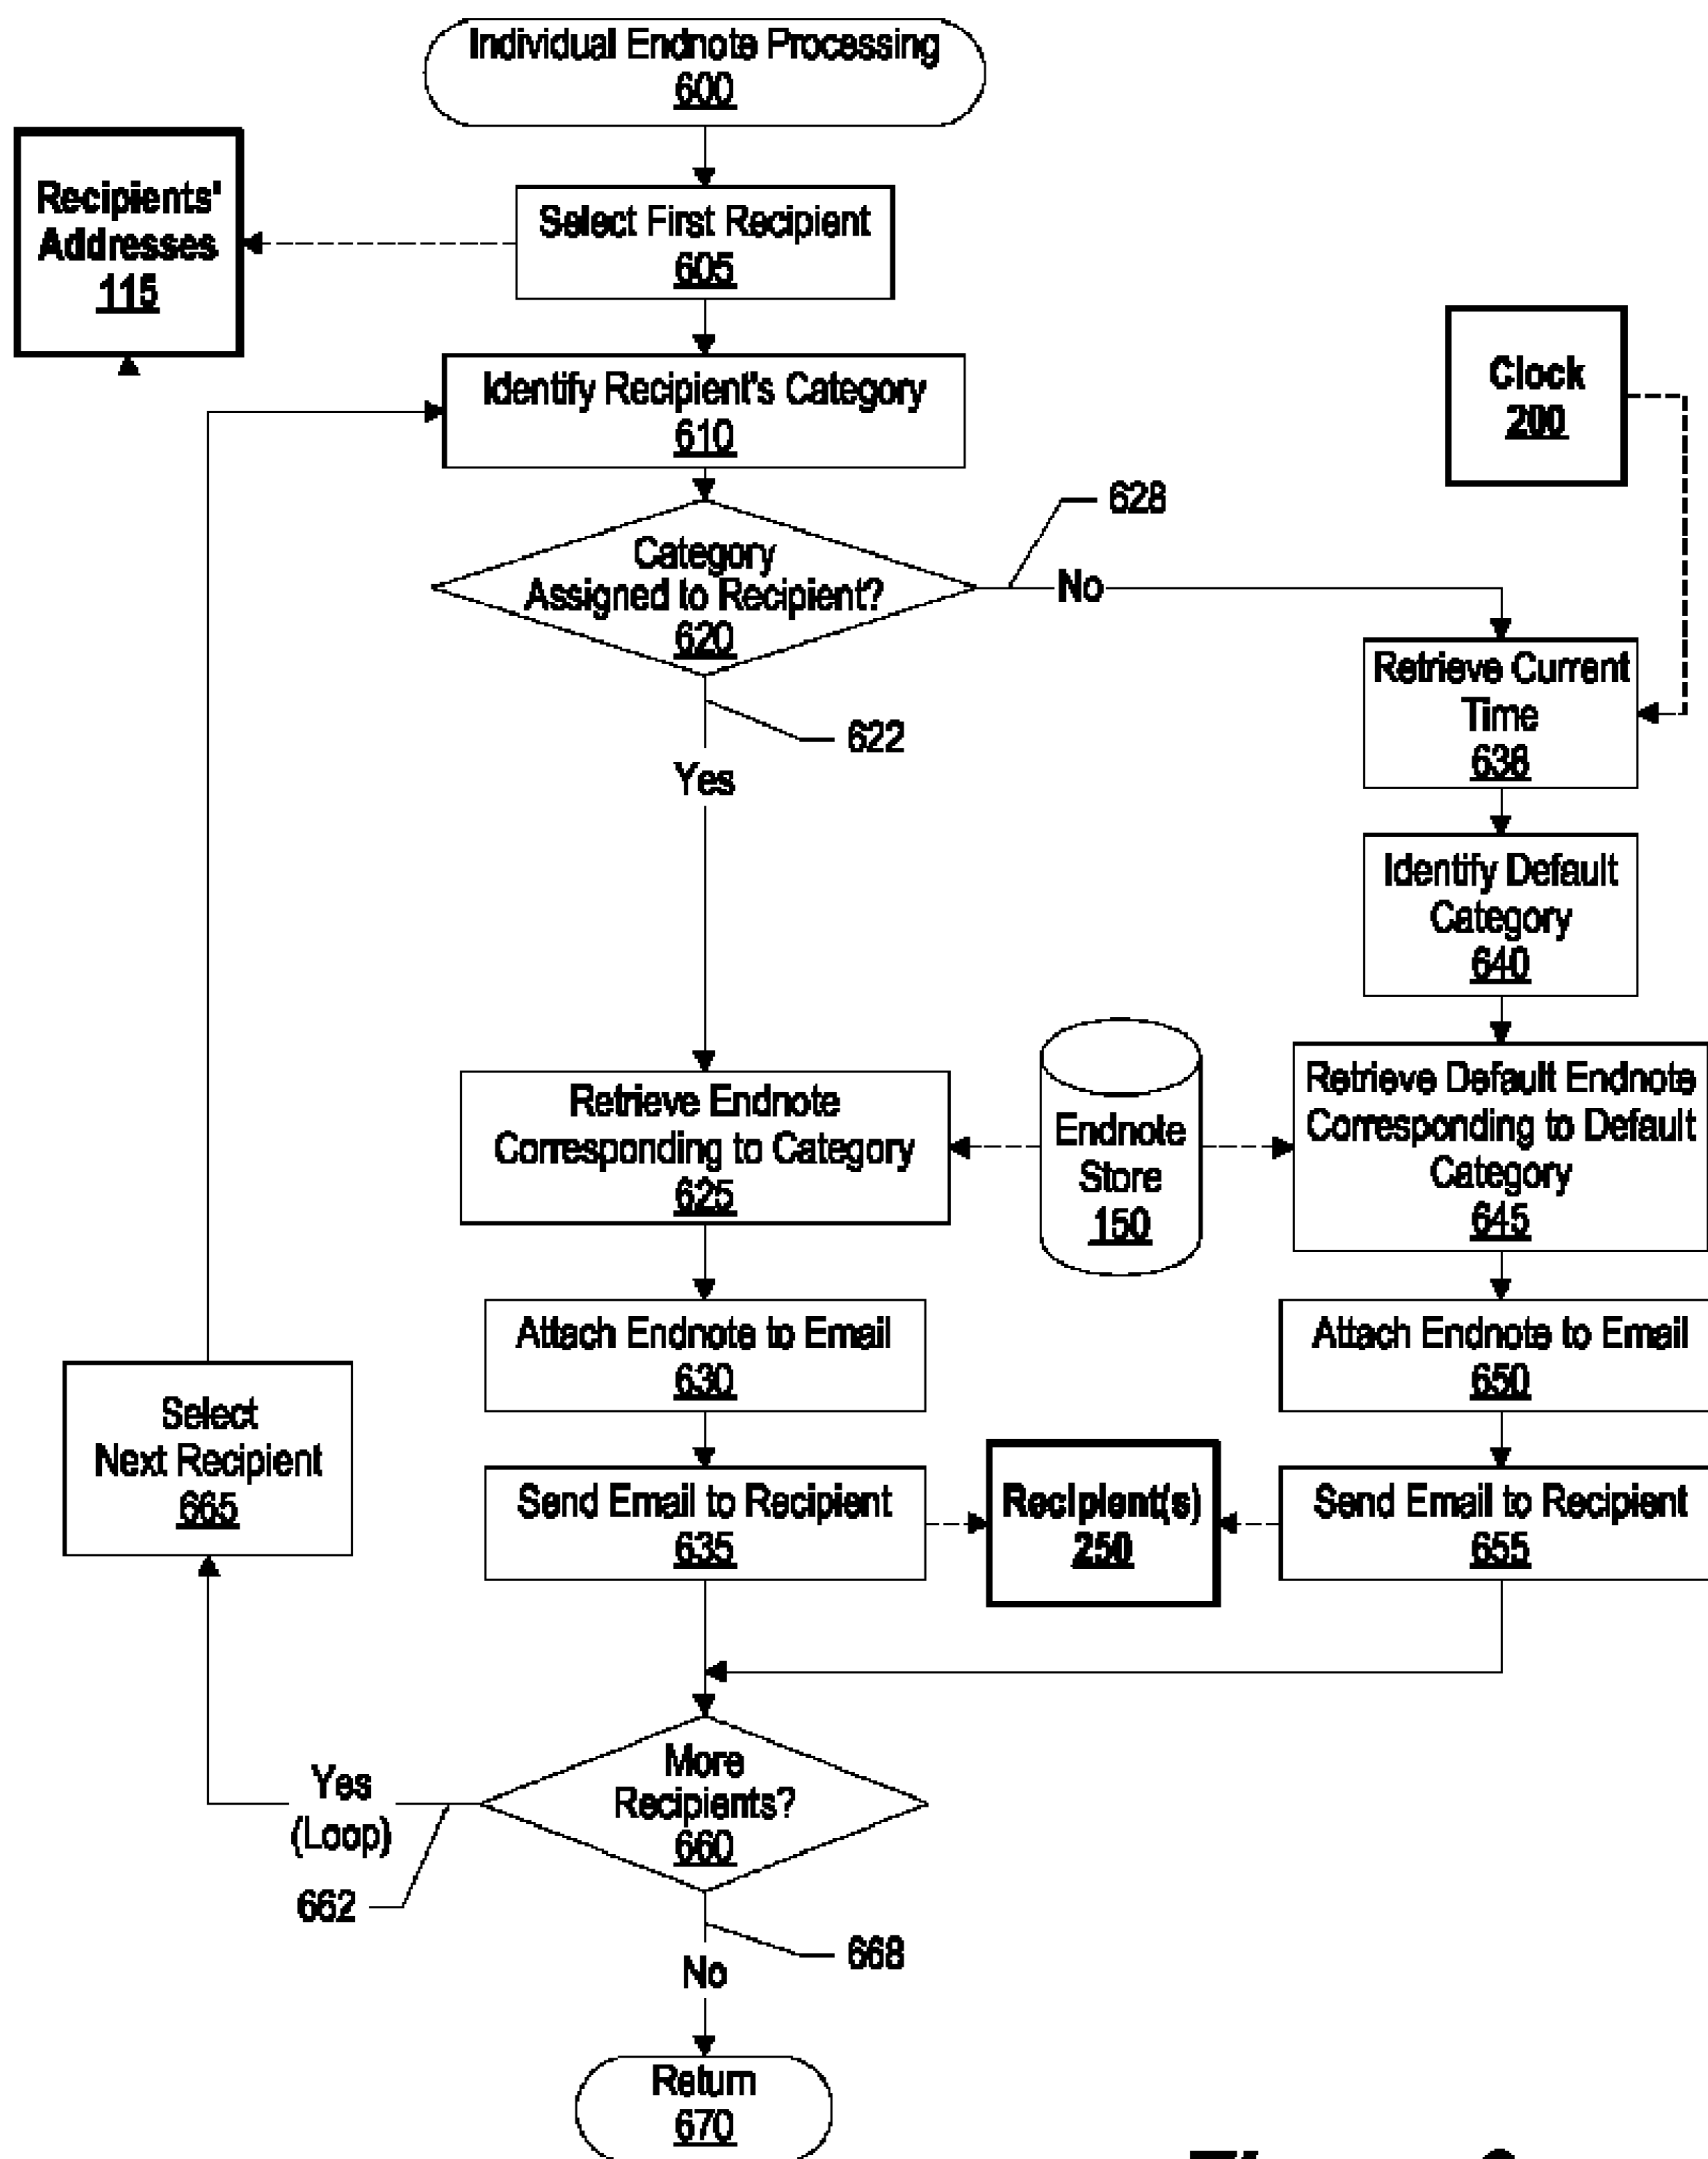 Individual Endnote Processing
600
Recipients'
Addresses
115
Select First Recipient
605
Identify Recipient's Category
610
Clock
200
628
Category
Assigned to Recipient?
620
No
Retrieve Current
Time
638
622
Yes
Identify Default
Category
640
Retrieve Endnote
Corresponding to Category
625
Endnote
Store
150
Retrieve Default Endnote
Corresponding to Default
Category
645
Attach Endnote to Email
630
Attach Endnote to Email
650
Select
Next Recipient
665
Send Email to Recipient
635
Recipient(s)
250
Send Email to Recipient
655
More
Recipients?
660
Yes
(Loop)
662
668
No
Return
670